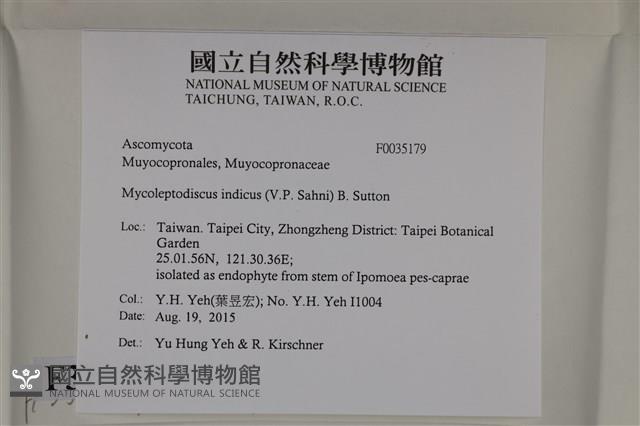 國立自然科學博物館
NATIONAL MUSEUM OF NATURAL SCIENCE
TAICHUNG, TAIWAN, R.O.C.
Ascomycota F0035179
Muyocopronales, Muyocopronaceae
Mycoleptodiscus indicus (V.P. Sahni) B. Sutton
Loc.: Taiwan. Taipei City, Zhongzheng District: Taipei Botanical
Garden
25.01.56N, 121.30.36E;
isolated as endophyte from stem of Ipomoea pes-caprae
Col.: Y.H. Yeh(葉昱宏); No. Y.H. Yeh I1004
Date: Aug. 19, 2015
Det.: Yu Hung Yeh & R. Kirschner
國立自然科學博物館
NATIONAL MUSEUM OF NATURAL SCIENCE